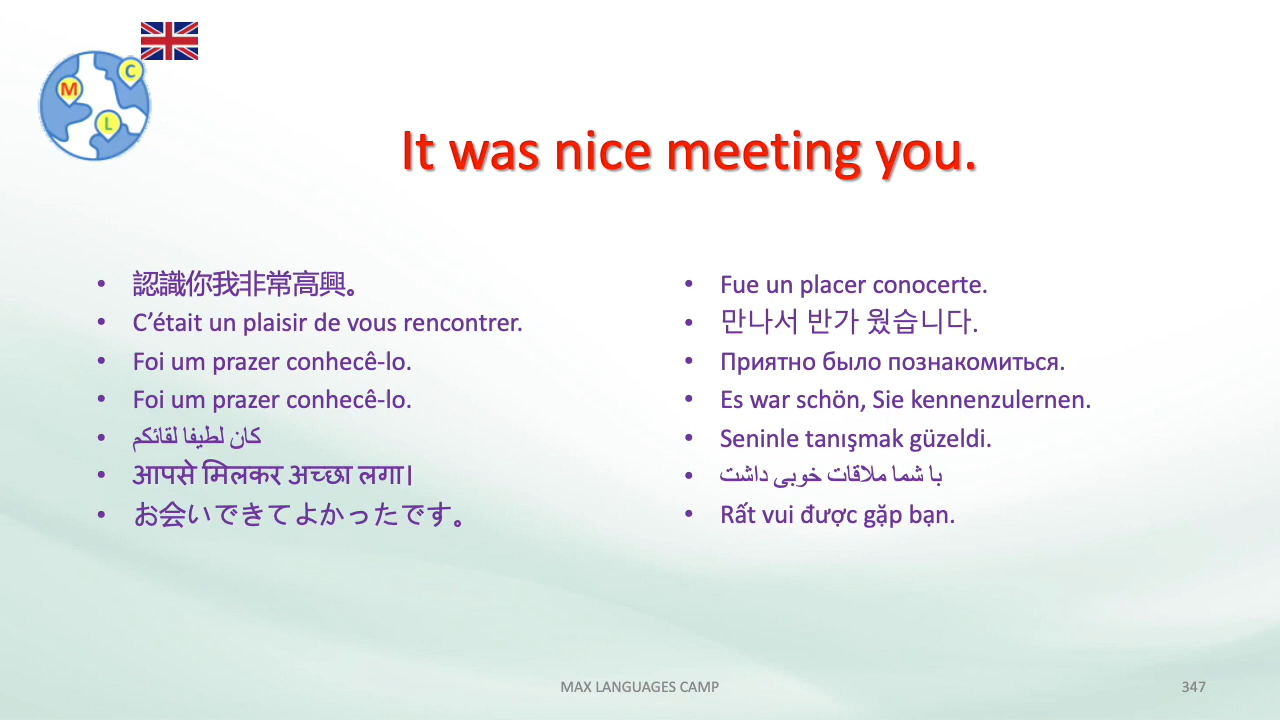 M
C
L
It was nice meeting you.
• 認識你我非常高興。
• C’était un plaisir de vous rencontrer.
• Foi um prazer conhecê-lo.
• Foi um prazer conhecê-lo.
• كان لطيفا لقائكم
• आपसे मिलकर अच्छा लगा।
• お会いできてよかったです。
• Fue un placer conocerte.
• 만나서 반가 웠습니다.
• Приятно было познакомиться.
• Es war schön, Sie kennenzulernen.
• Seninle tanışmak güzeldi.
• با شما ملاقات خوبی داشت
• Rất vui được gặp bạn.
MAX LANGUAGES CAMP
347